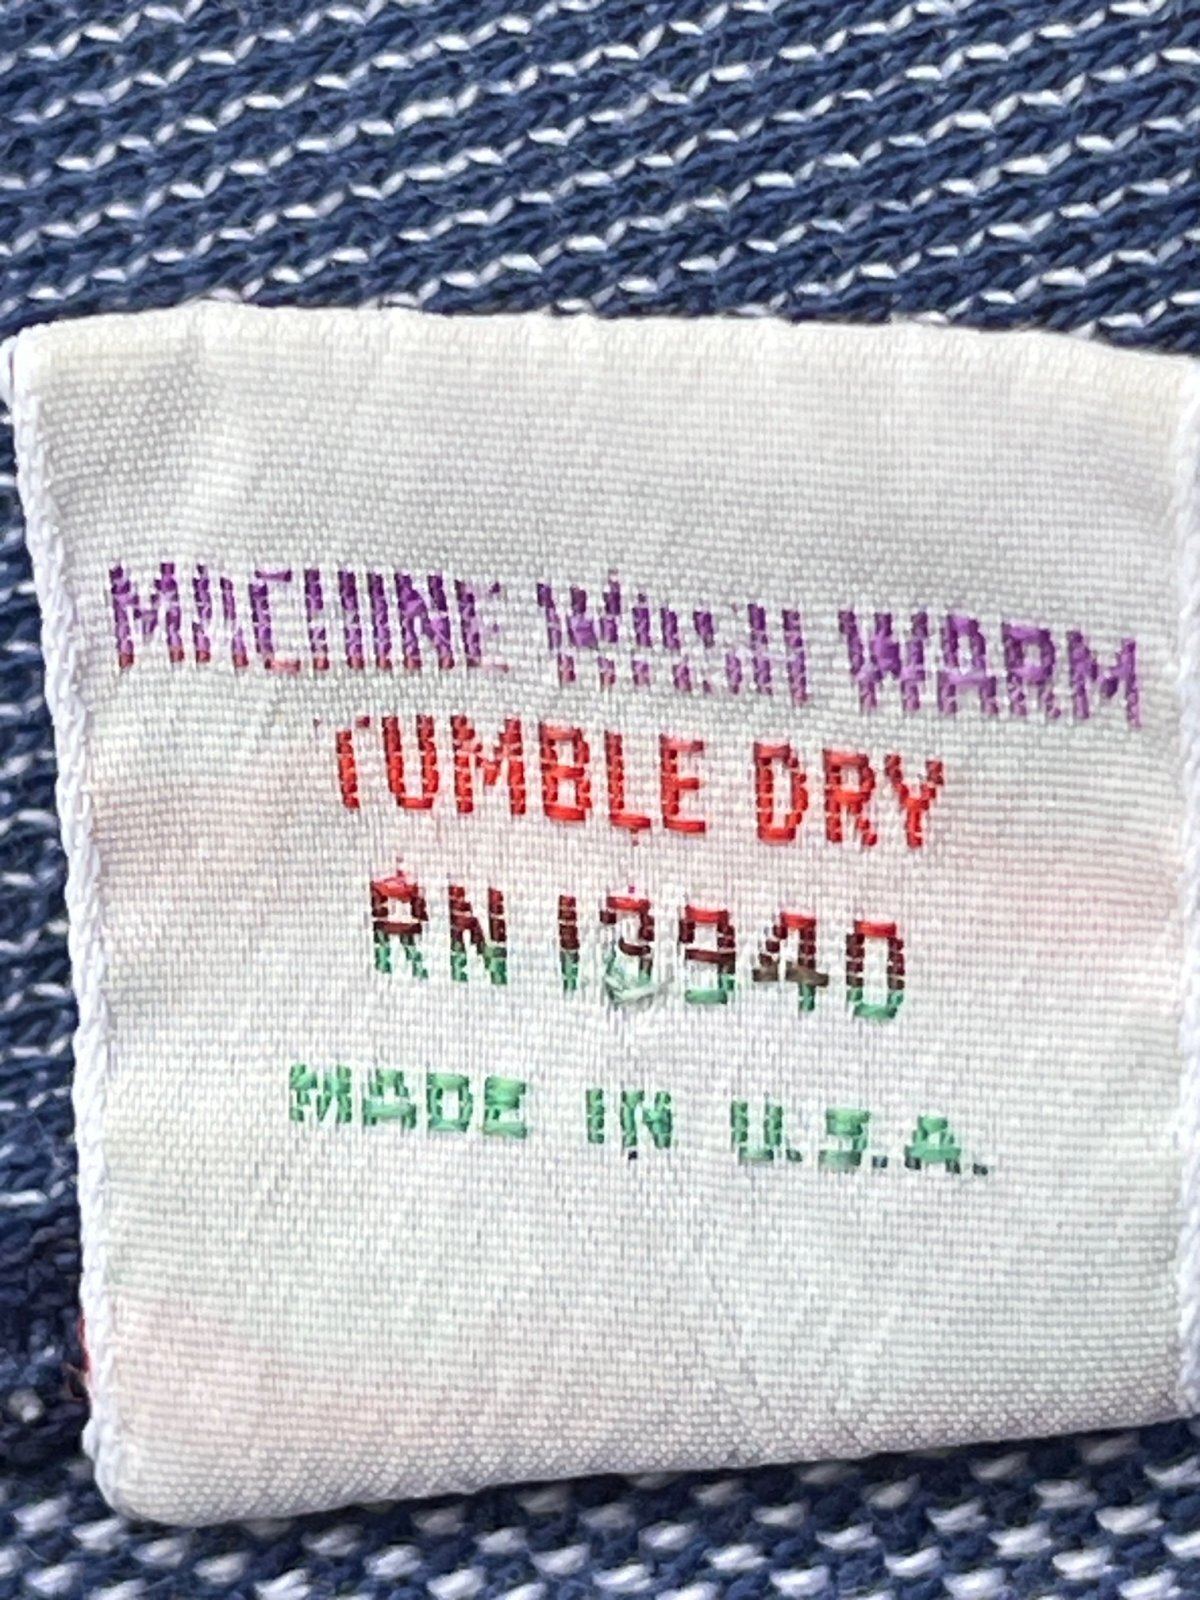 MACHINE WASH WARM
TUMBLE DRY
RN 13940
MADE IN U.S.A.